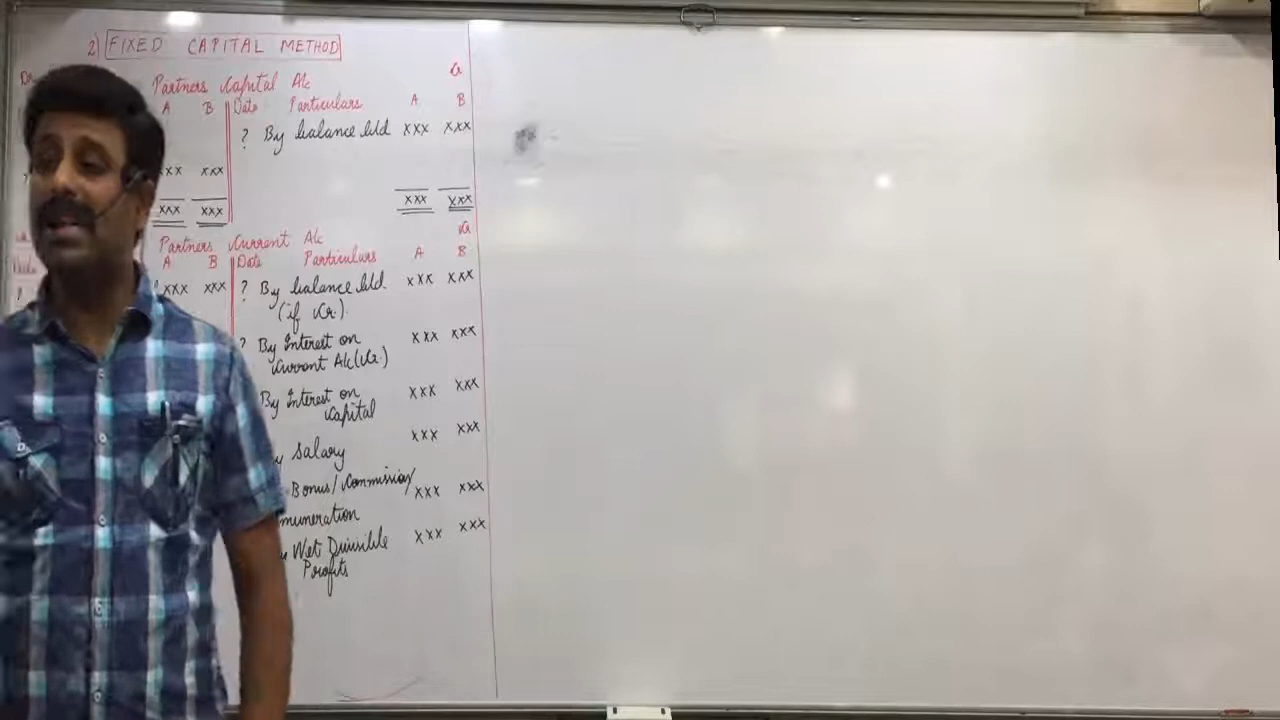 2) FIXED CAPITAL METHOD
Dr.
Partners Capital A/c
Cr
A B Date Particulars A B
? By balance b/d xxx xxx
xxx xxx
xxx xxx
xxx xxx
Cr
Partners Current A/c
A B Date Particulars A B
xxx xxx ? By balance b/d xxx xxx
(if Cr.)
? By Interest on xxx xxx
Current A/c (Cr.)
By Interest on xxx xxx
Capital
Salary xxx xxx
Bonus/Commission/ xxx xxx
muneration
Net Divisible xxx xxx
Profits